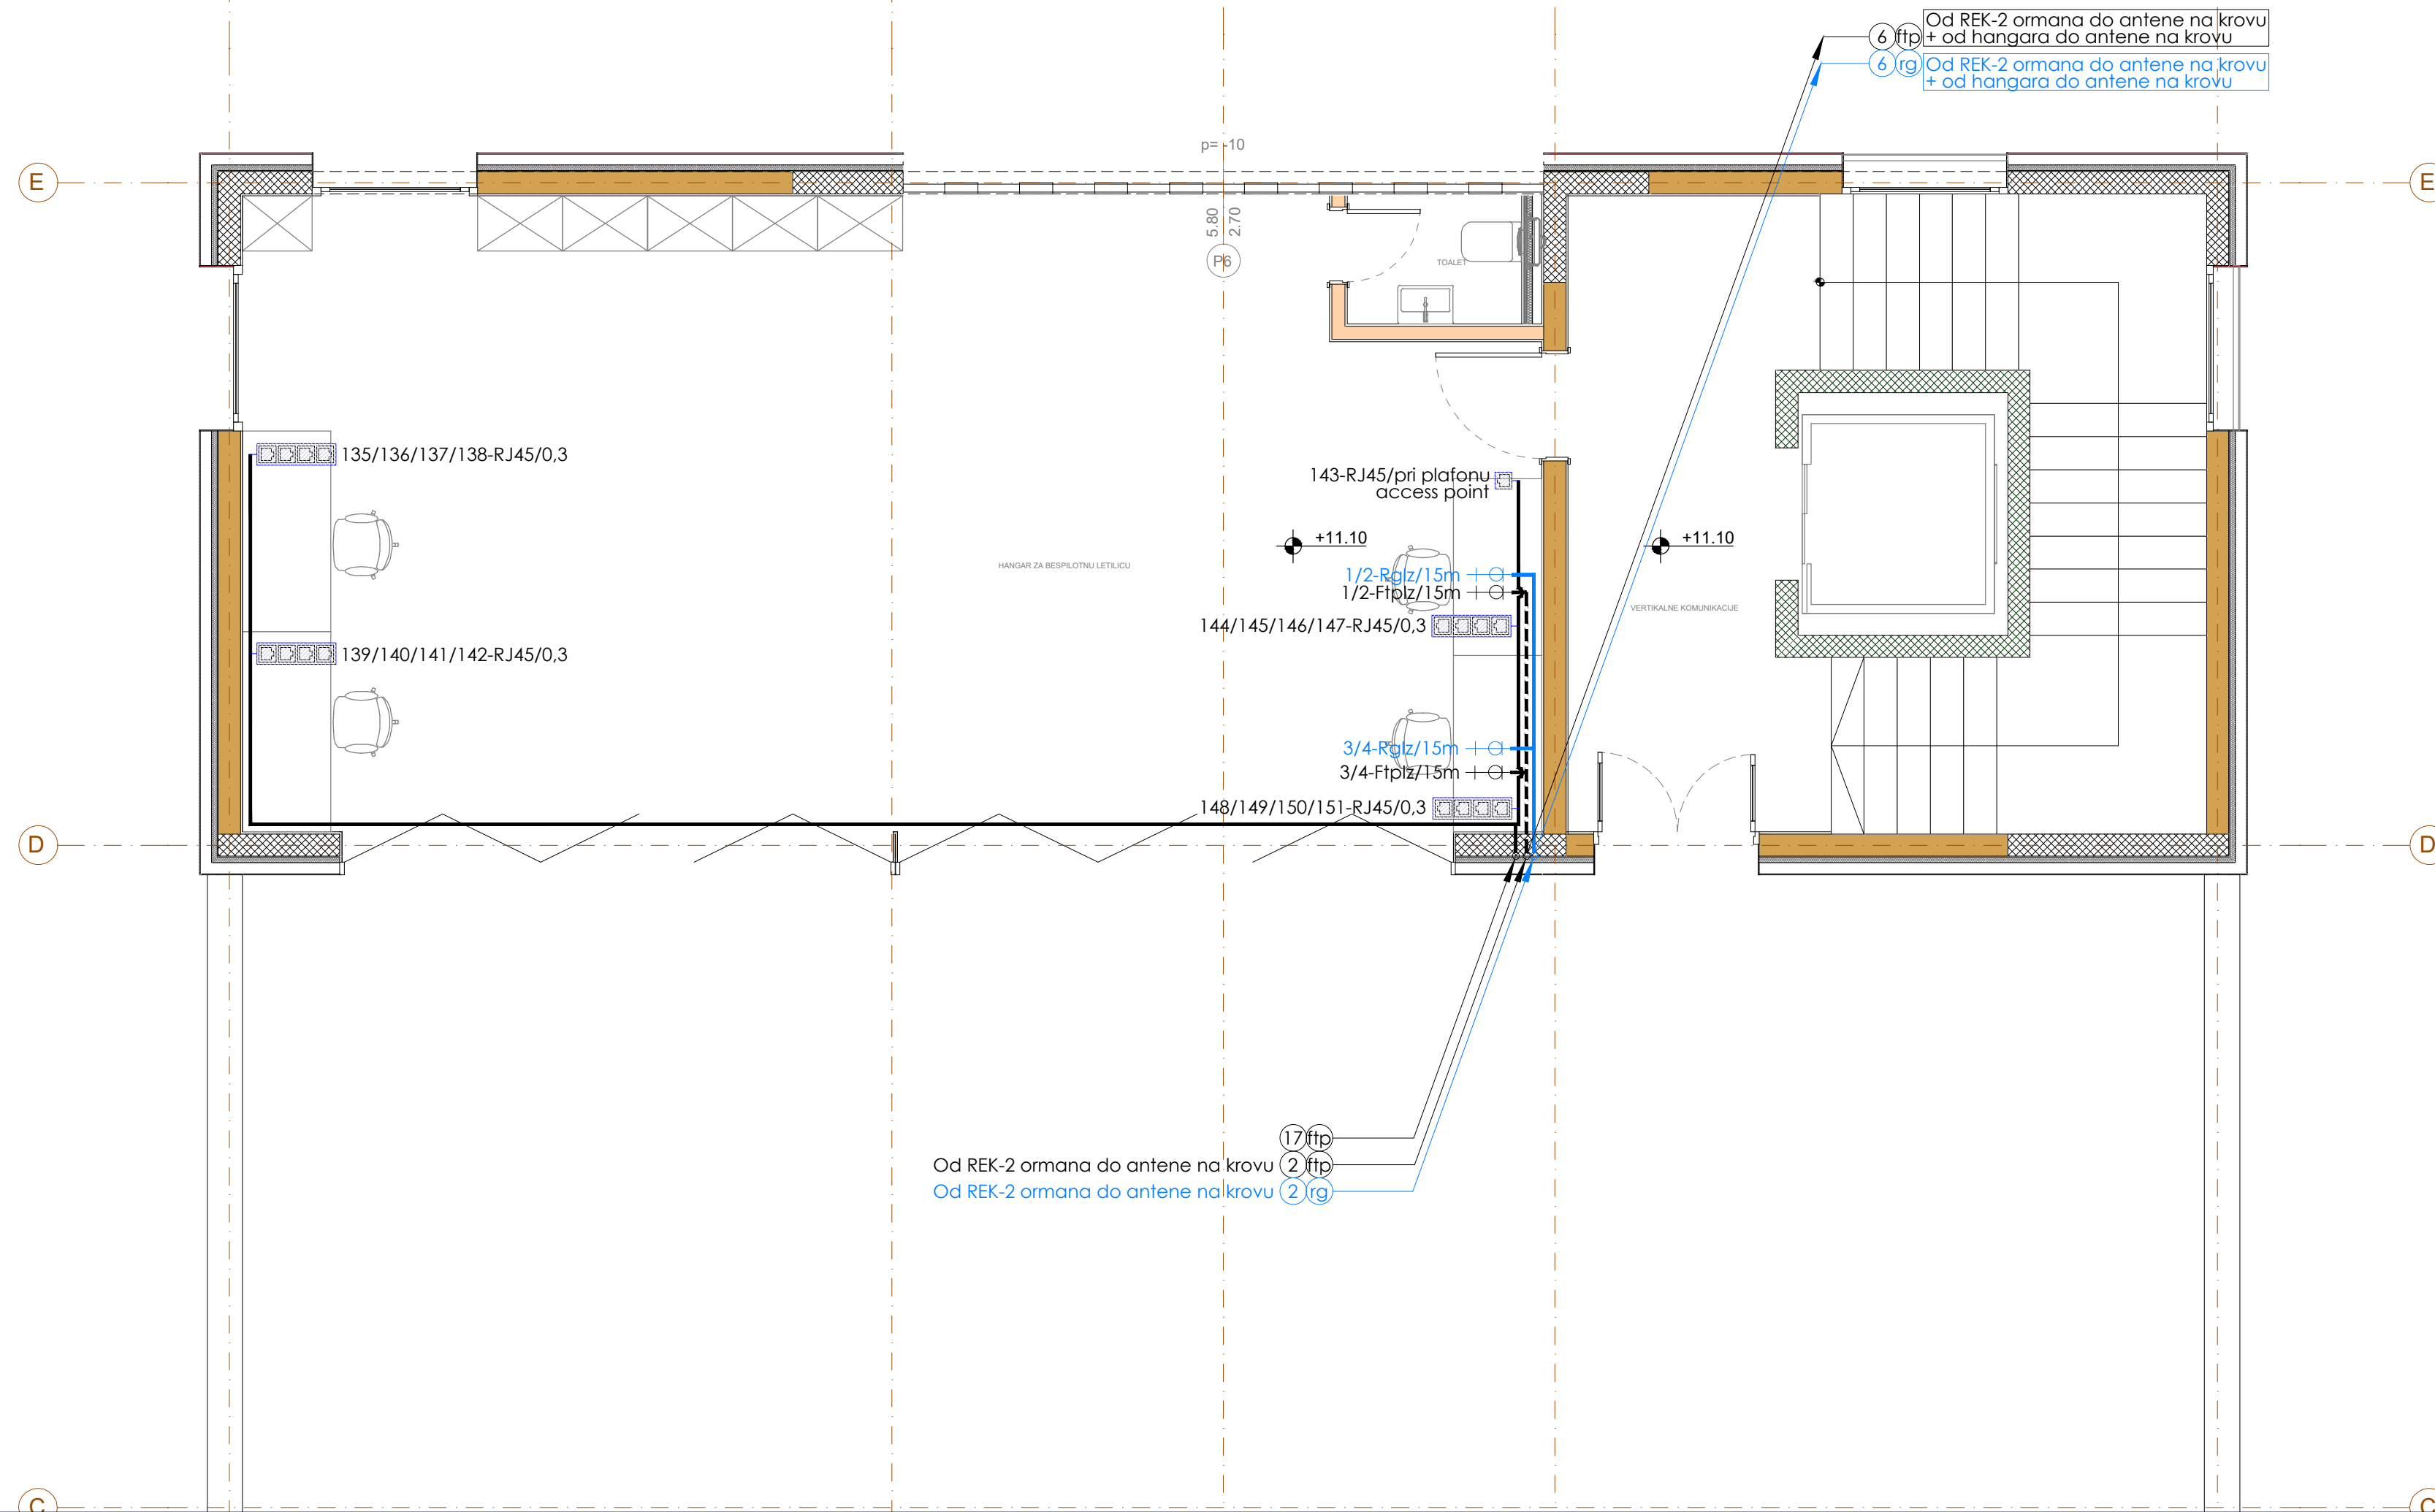 Od REK-2 ormana do antene na krovu
6 ftp + od hangara do antene na krovu
6 rg Od REK-2 ormana do antene na krovu
+ od hangara do antene na krovu
p= -10
E
E
5.80
2.70
P6
TOALET
135/136/137/138-RJ45/0,3
143-RJ45/pri plafonu
access point
+11.10
+11.10
HANGAR ZA BESPILOTNU LETILICU
1/2-Rglz/15m
1/2-Ftplz/15m
VERTIKALNE KOMUNIKACIJE
144/145/146/147-RJ45/0,3
139/140/141/142-RJ45/0,3
3/4-Rglz/15m
3/4-Ftplz/15m
148/149/150/151-RJ45/0,3
D
D
17 ftp
Od REK-2 ormana do antene na krovu 2 ftp
Od REK-2 ormana do antene na krovu 2 rg
C
C